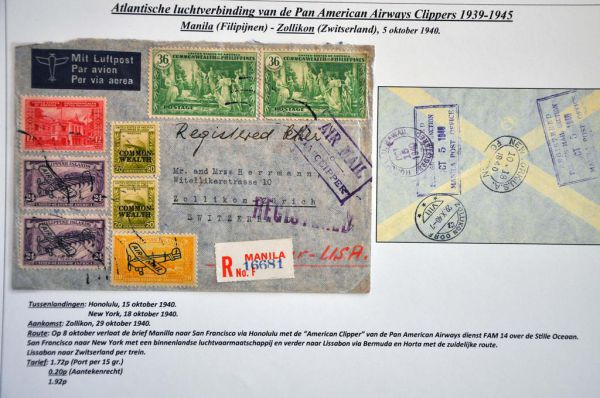 Atlantische luchtverbinding van de Pan American Airways Clippers 1939-1945
Manila (Filipijnen) - Zollikon (Zwitserland), 5 oktober 1940.
Mit Luftpost
Par avion
Per via aerea
36
36
COMMONWEALTH OF THE PHILIPPINES
POSTAGE
POSTAGE
COMMON-
WEALTH
COMMON-
WEALTH
Registered
AIR MAIL
CLIPPER
Mr. and Mrs Herrmann
Witellikerstrasse 10
Zollikon
SWITZER
REGISTERED
U.S.A.
R
MANILA
No. 16681
MANILA POST OFFICE
ZOLLIKON DORF
Tussenlandingen: Honolulu, 15 oktober 1940.
New York, 18 oktober 1940.
Aankomst: Zollikon, 29 oktober 1940.
Route: Op 8 oktober verlaat de brief Manilla naar San Francisco via Honolulu met de "American Clipper" van de Pan American Airways dienst FAM 14 over de Stille Oceaan.
San Francisco naar New York met een binnenlandse luchtvaarmaatschappij en verder naar Lissabon via Bermuda en Horta met de zuidelijke route.
Lissabon naar Zwitserland per trein.
Tarief: 1.72p (Port per 15 gr.)
0.20p (Aantekenrecht)
1.92p